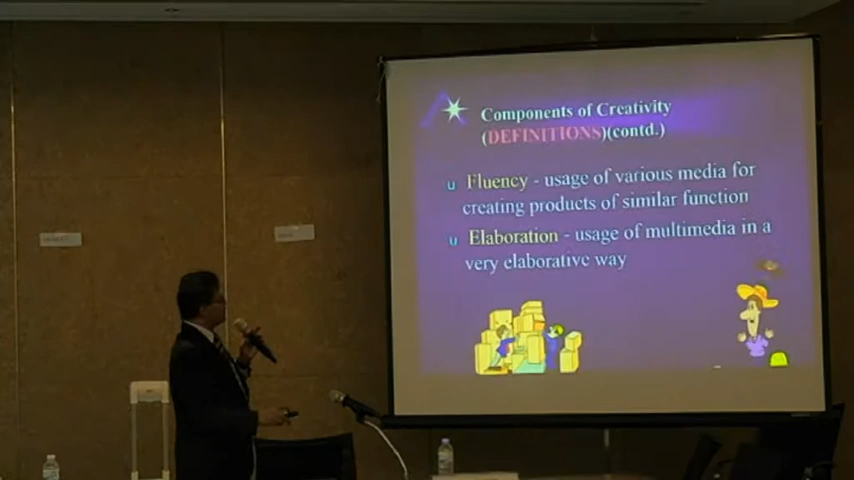 Components of Creativity
(DEFINITIONS)(contd.)
u Fluency - usage of various media for
creating products of similar function
u Elaboration - usage of multimedia in a
very elaborative way